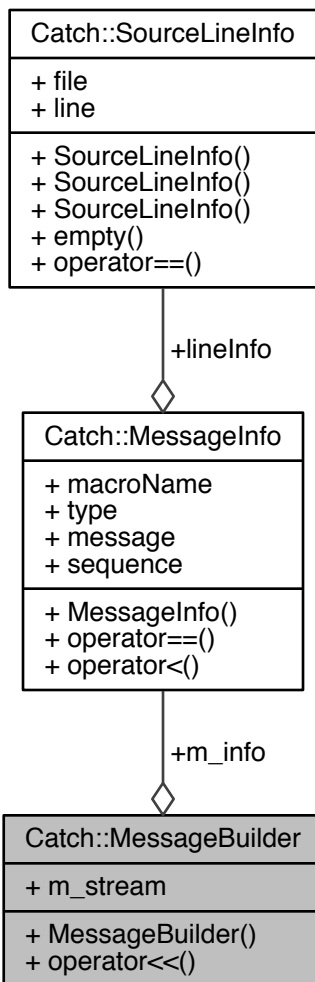 Catch::SourceLineInfo
+ file
+ line
+ SourceLineInfo()
+ SourceLineInfo()
+ SourceLineInfo()
+ empty()
+ operator==()
+lineInfo
Catch::MessageInfo
+ macroName
+ type
+ message
+ sequence
+ MessageInfo()
+ operator==()
+ operator<()
+m_info
Catch::MessageBuilder
+ m_stream
+ MessageBuilder()
+ operator<<()